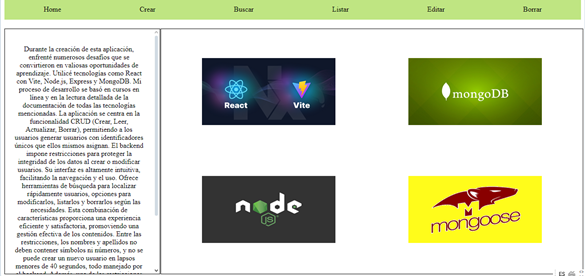 Home Crear Buscar Listar Editar Borrar
Durante la creación de esta aplicación,
enfrenté numerosos desafíos que se
convirtieron en valiosas oportunidades de
aprendizaje. Utilicé tecnologías como React
con Vite, Node.js, Express y MongoDB. Mi
proceso de desarrollo se basó en cursos en
línea y en la lectura detallada de la
documentación de todas las tecnologías
mencionadas. La aplicación se centra en la
funcionalidad CRUD (Crear, Leer,
Actualizar, Borrar), permitiendo a los
usuarios generar usuarios con identificadores
únicos que ellos mismos asignan. El backend
impone restricciones para proteger la
integridad de los datos al crear o modificar
usuarios. Su interfaz es altamente intuitiva,
facilitando la navegación y el uso. Ofrece
herramientas de búsqueda para localizar
rápidamente usuarios, opciones para
modificarlos, listarlos y borrarlos según las
necesidades. Esta combinación de
características proporciona una experiencia
eficiente y satisfactoria, promoviendo una
gestión efectiva de los contenidos. Entre las
restricciones, los nombres y apellidos no
deben contener símbolos ni números, y no se
puede crear un nuevo usuario en lapsos
menores de 40 segundos, todo manejado por
React Vite
mongoDB
node
JS
mongoose
ES